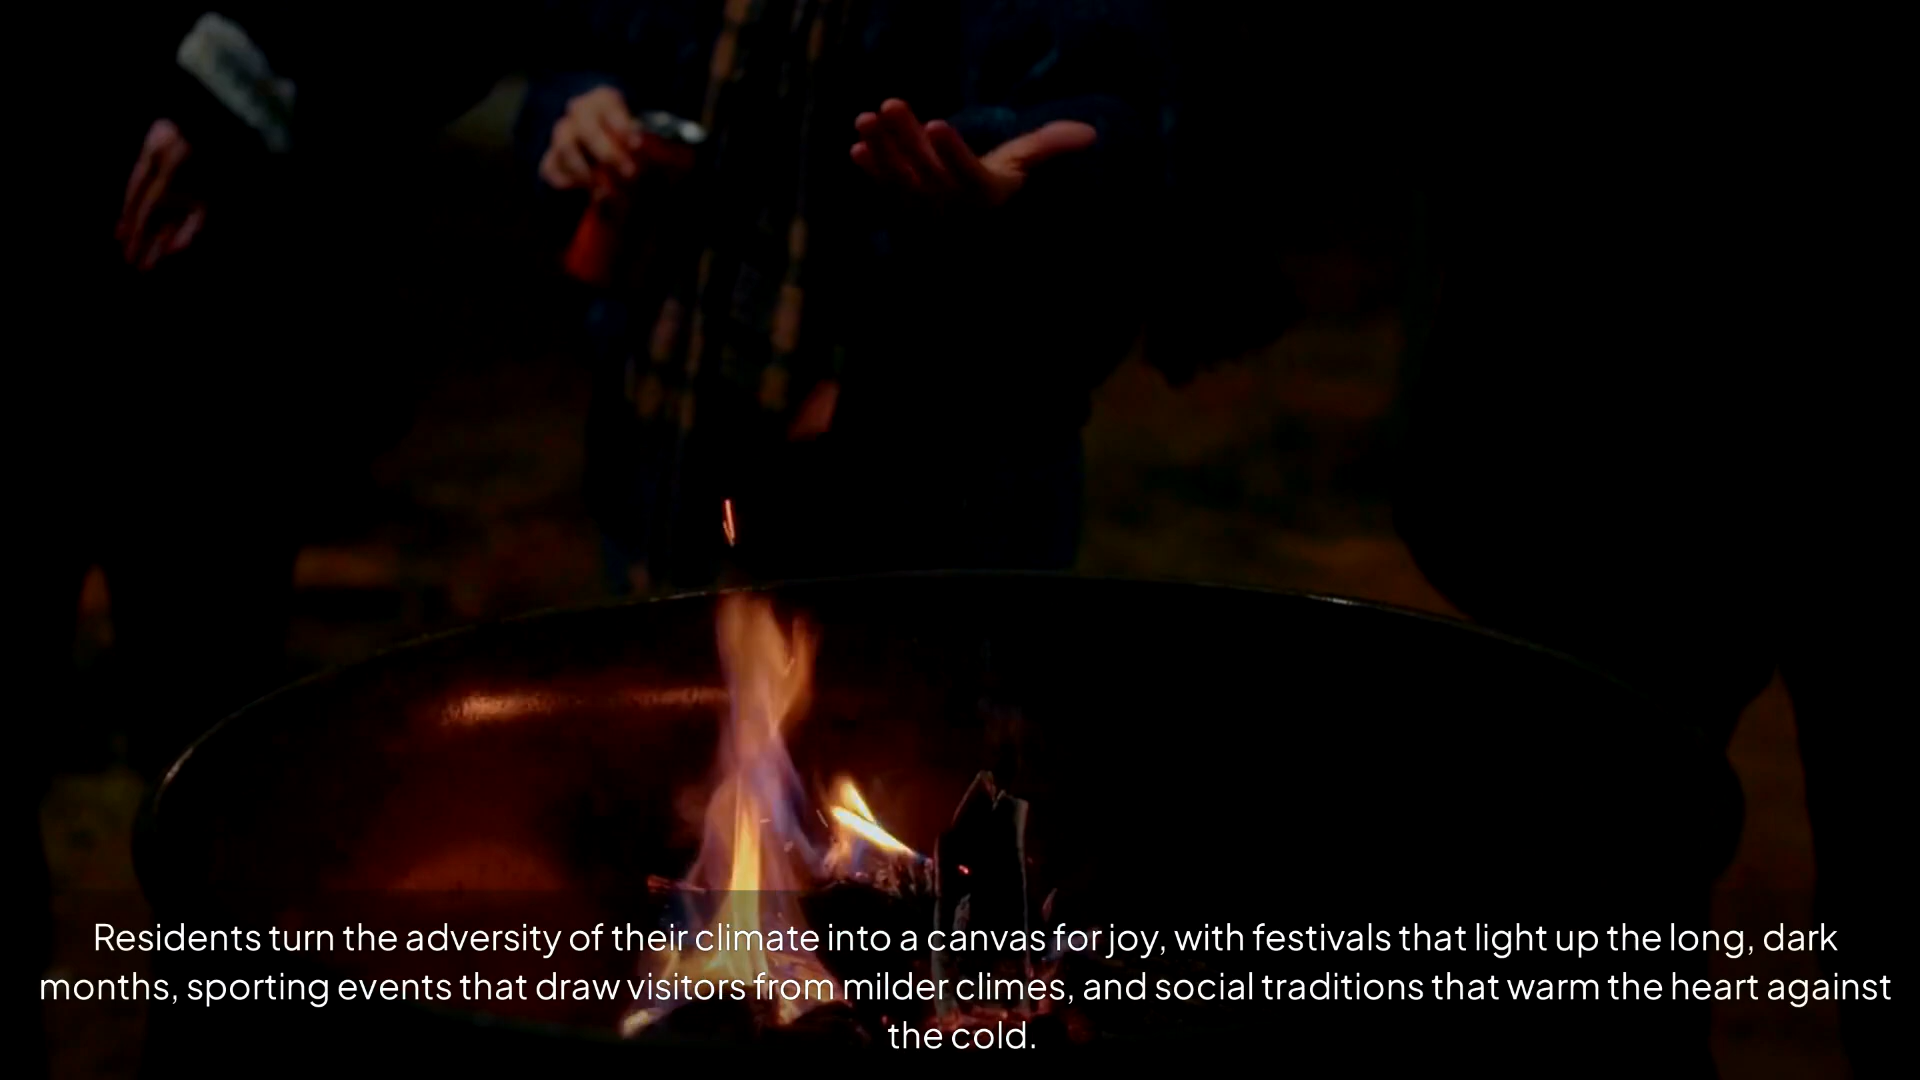 Residents turn the adversity of their climate into a canvas for joy, with festivals that light up the long, dark
months, sporting events that draw visitors from milder climes, and social traditions that warm the heart against
the cold.